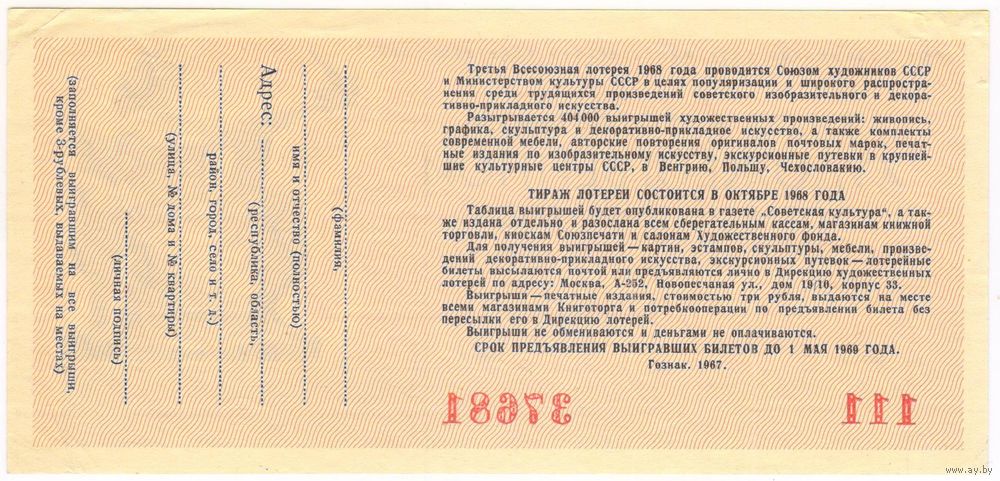 Третья Всесоюзная лотерея 1968 года проводится Союзом художников СССР
и Министерством культуры СССР в целях популяризации и широкого распростра-
нения среди трудящихся произведений советского изобразительного и декора-
тивно-прикладного искусства.
Разыгрывается 404 000 выигрышей художественных произведений: живопись,
графика, скульптура и декоративно-прикладное искусство, а также комплекты
современной мебели, авторские повторения оригиналов почтовых марок, печат-
ные издания по изобразительному искусству, экскурсионные путевки в крупней-
шие культурные центры СССР, в Венгрию, Польшу, Чехословакию.
ТИРАЖ ЛОТЕРЕИ СОСТОИТСЯ В ОКТЯБРЕ 1968 ГОДА
Таблица выигрышей будет опубликована в газете „Советская культура“, а так-
же издана отдельно и разослана всем сберегательным кассам, магазинам книжной
торговли, киоскам Союзпечати и салонам Художественного фонда.
Для получения выигрышей—картин, эстампов, скульптуры, мебели, произве-
дений декоративно-прикладного искусства, экскурсионных путевок—лотерейные
билеты высылаются почтой или предъявляются лично в Дирекцию художественных
лотерей по адресу: Москва, А-252, Новопесчаная ул., дом 19/10, корпус 33.
Выигрыши—печатные издания, стоимостью три рубля, выдаются на месте
всеми магазинами Книготорга и потребкооперации по предъявлении билета без
пересылки его в Дирекцию лотерей.
Выигрыши не обмениваются и деньгами не оплачиваются.
СРОК ПРЕДЪЯВЛЕНИЯ ВЫИГРАВШИХ БИЛЕТОВ ДО 1 МАЯ 1969 ГОДА.
Гознак. 1967.
37681 111
(фамилия,
имя и отчество (полностью)
Адрес:
(республика, область,
район, город, село и т. д.)
(улица, № дома и № квартиры)
(личная подпись)
(заполняется выигравшим на все выигрыши,
кроме 3-рублевых, выдаваемых на местах)
www.ay.by